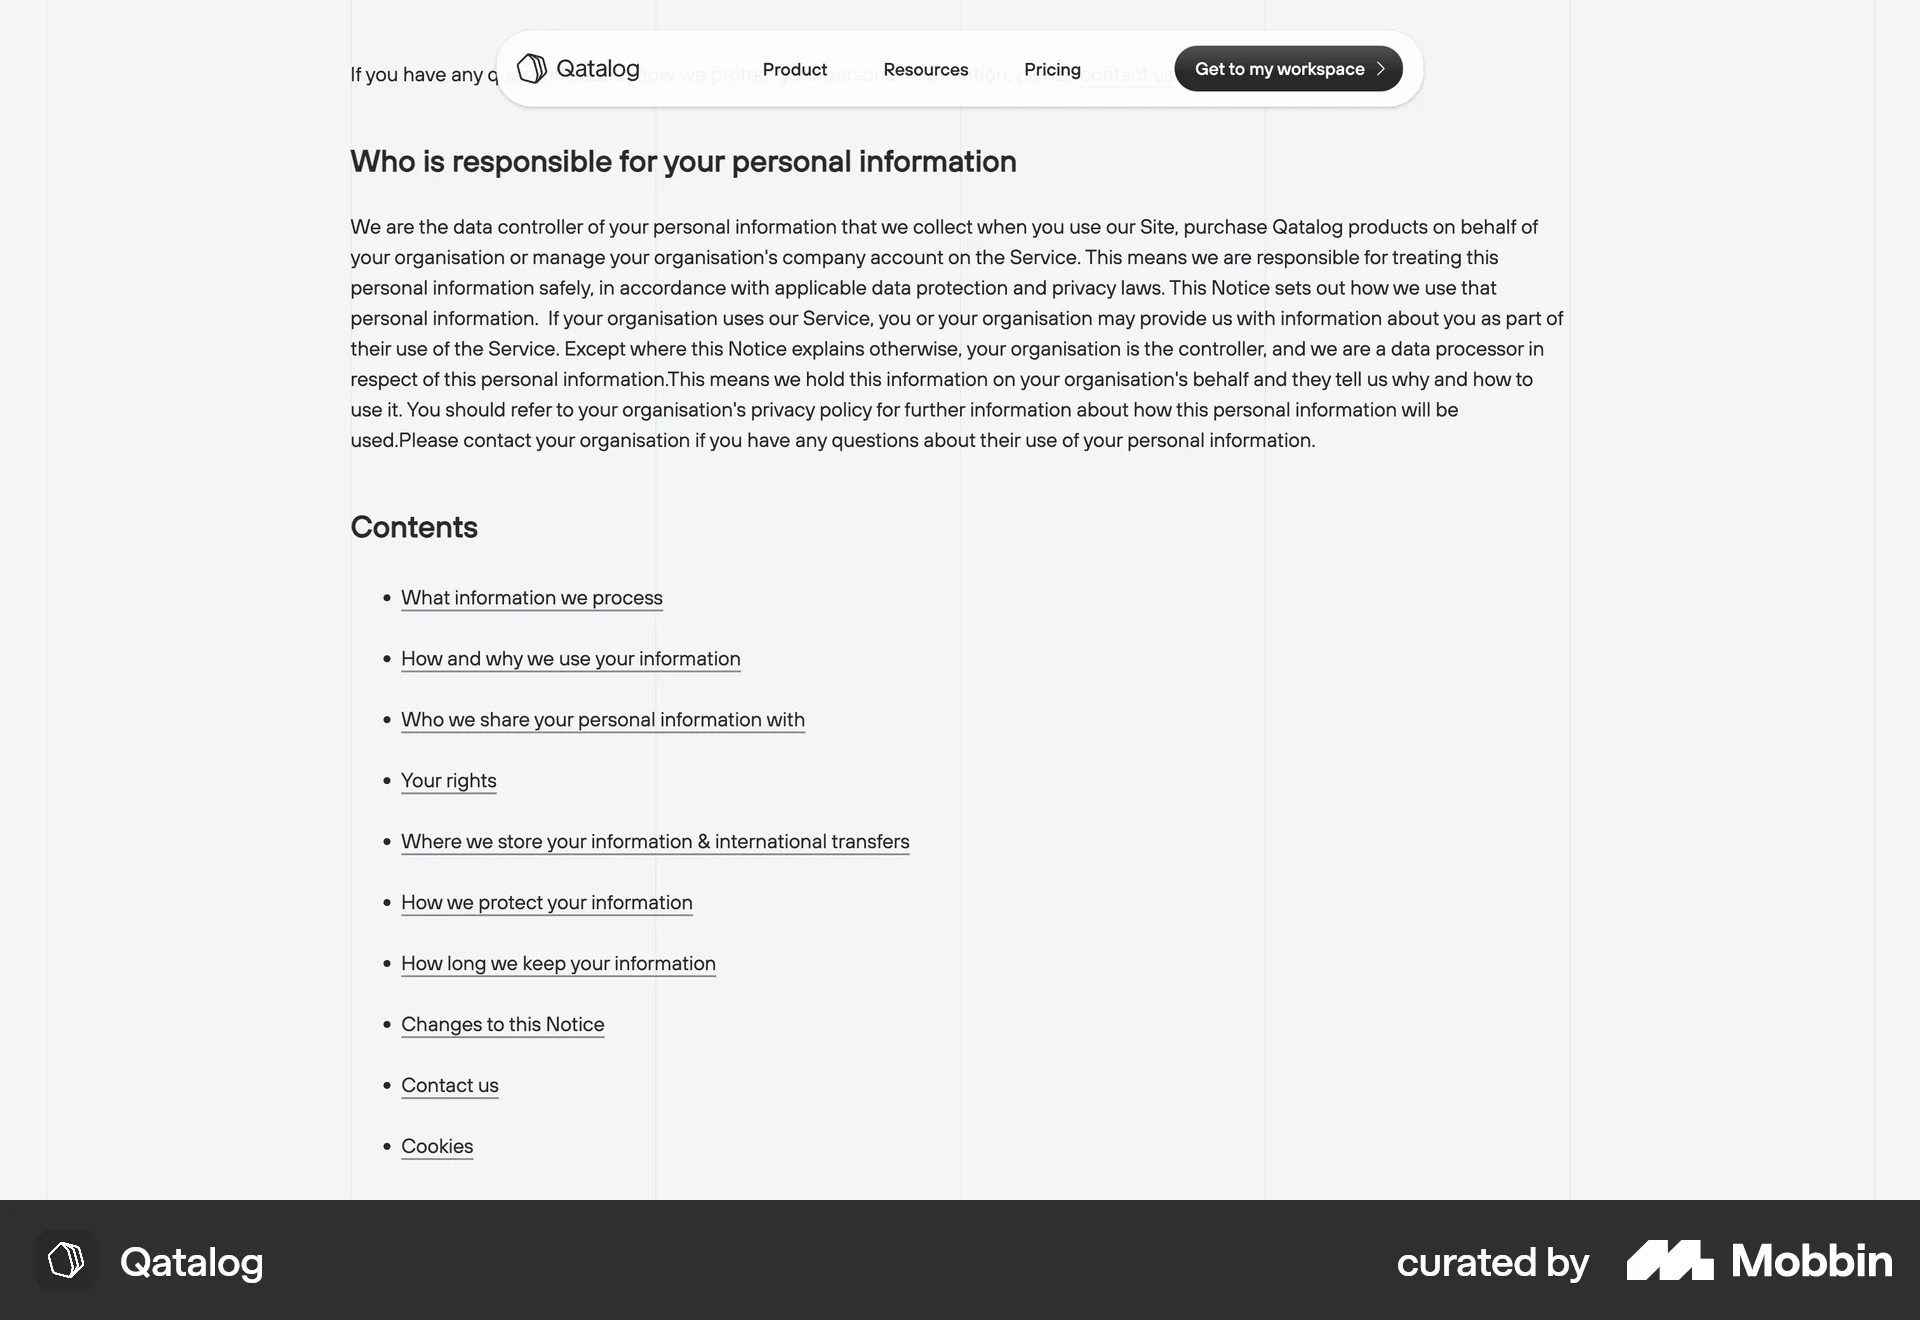 Qatalog
Product
Resources
Pricing
Get to my workspace
If you have any
Who is responsible for your personal information
We are the data controller of your personal information that we collect when you use our Site, purchase Qatalog products on behalf of
your organisation or manage your organisation's company account on the Service. This means we are responsible for treating this
personal information safely, in accordance with applicable data protection and privacy laws. This Notice sets out how we use that
personal information.  If your organisation uses our Service, you or your organisation may provide us with information about you as part of
their use of the Service. Except where this Notice explains otherwise, your organisation is the controller, and we are a data processor in
respect of this personal information.This means we hold this information on your organisation's behalf and they tell us why and how to
use it. You should refer to your organisation's privacy policy for further information about how this personal information will be
used.Please contact your organisation if you have any questions about their use of your personal information.
Contents
• What information we process
• How and why we use your information
• Who we share your personal information with
• Your rights
• Where we store your information & international transfers
• How we protect your information
• How long we keep your information
• Changes to this Notice
• Contact us
• Cookies
Qatalog
curated by Mobbin